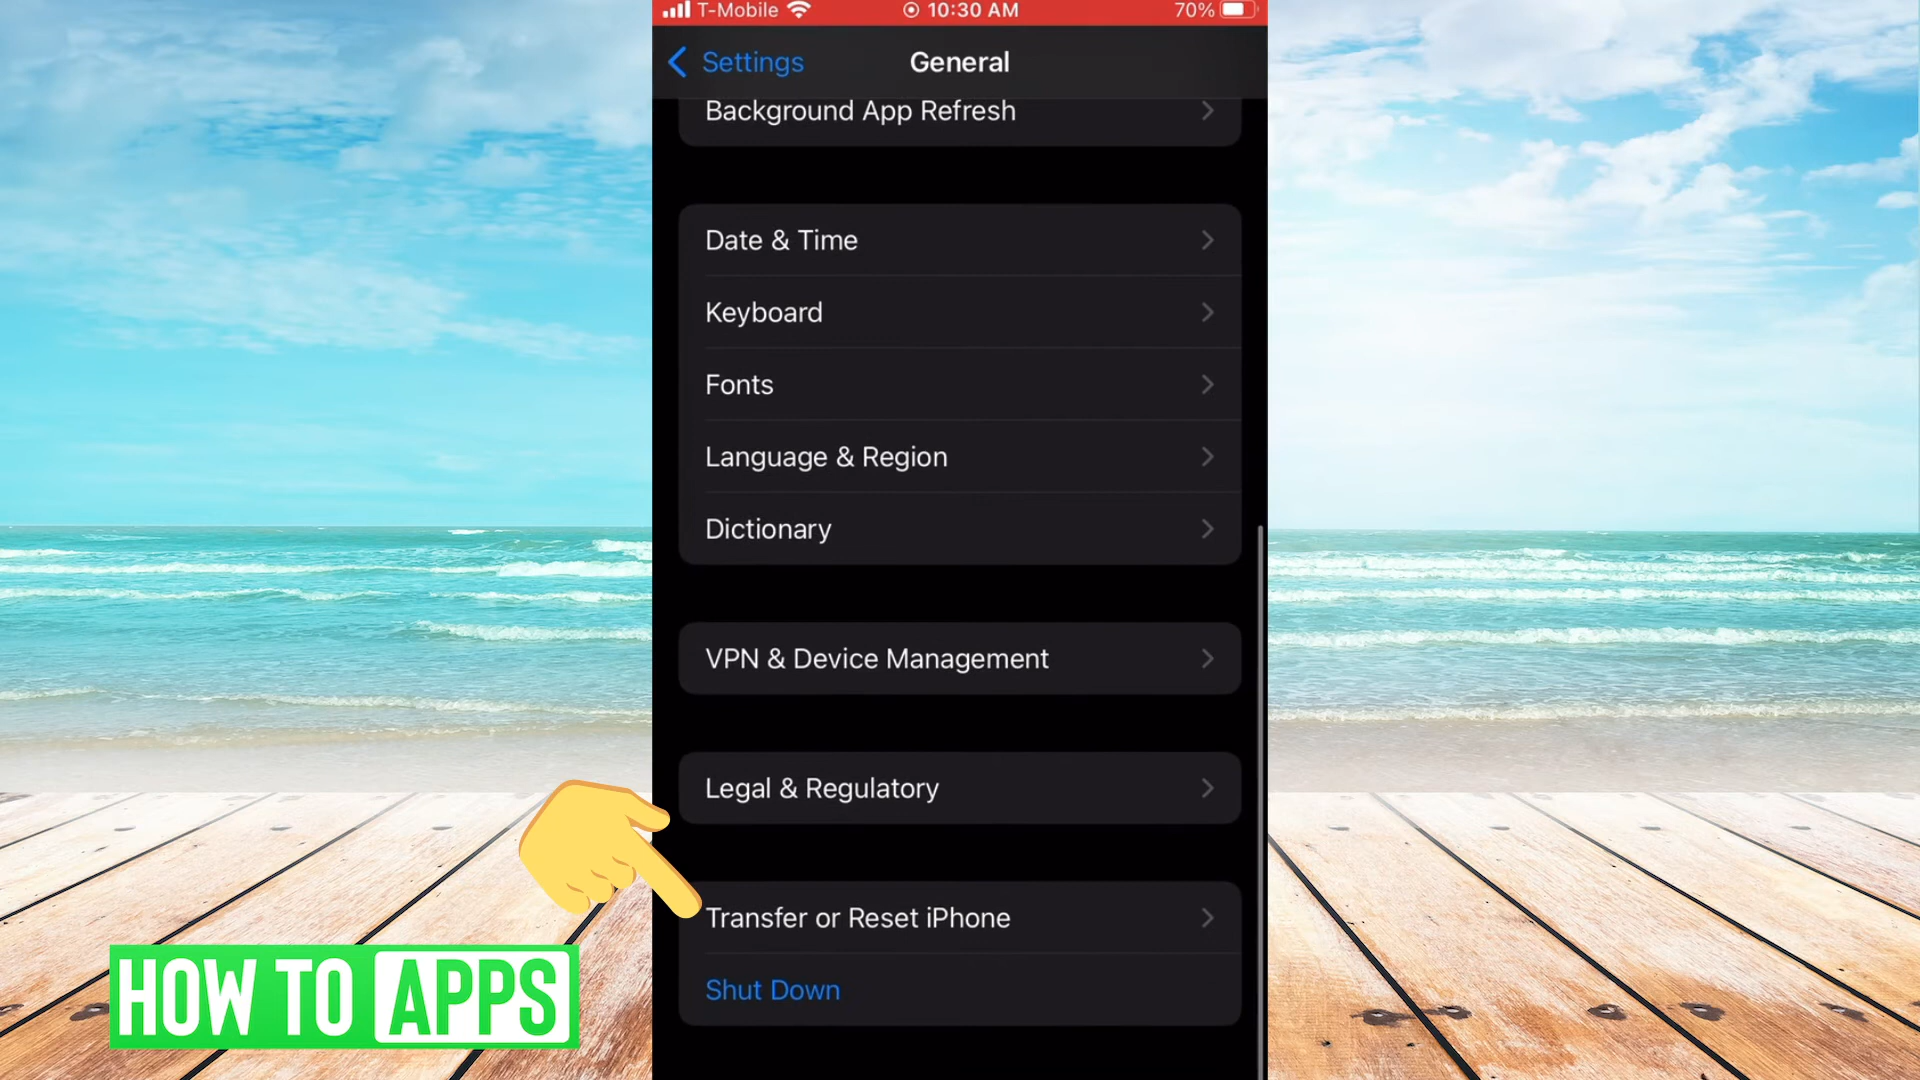 T-Mobile 10:30 AM 70%
Settings General
Background App Refresh
Date & Time
Keyboard
Fonts
Language & Region
Dictionary
VPN & Device Management
Legal & Regulatory
Transfer or Reset iPhone
Shut Down
HOW TO APPS